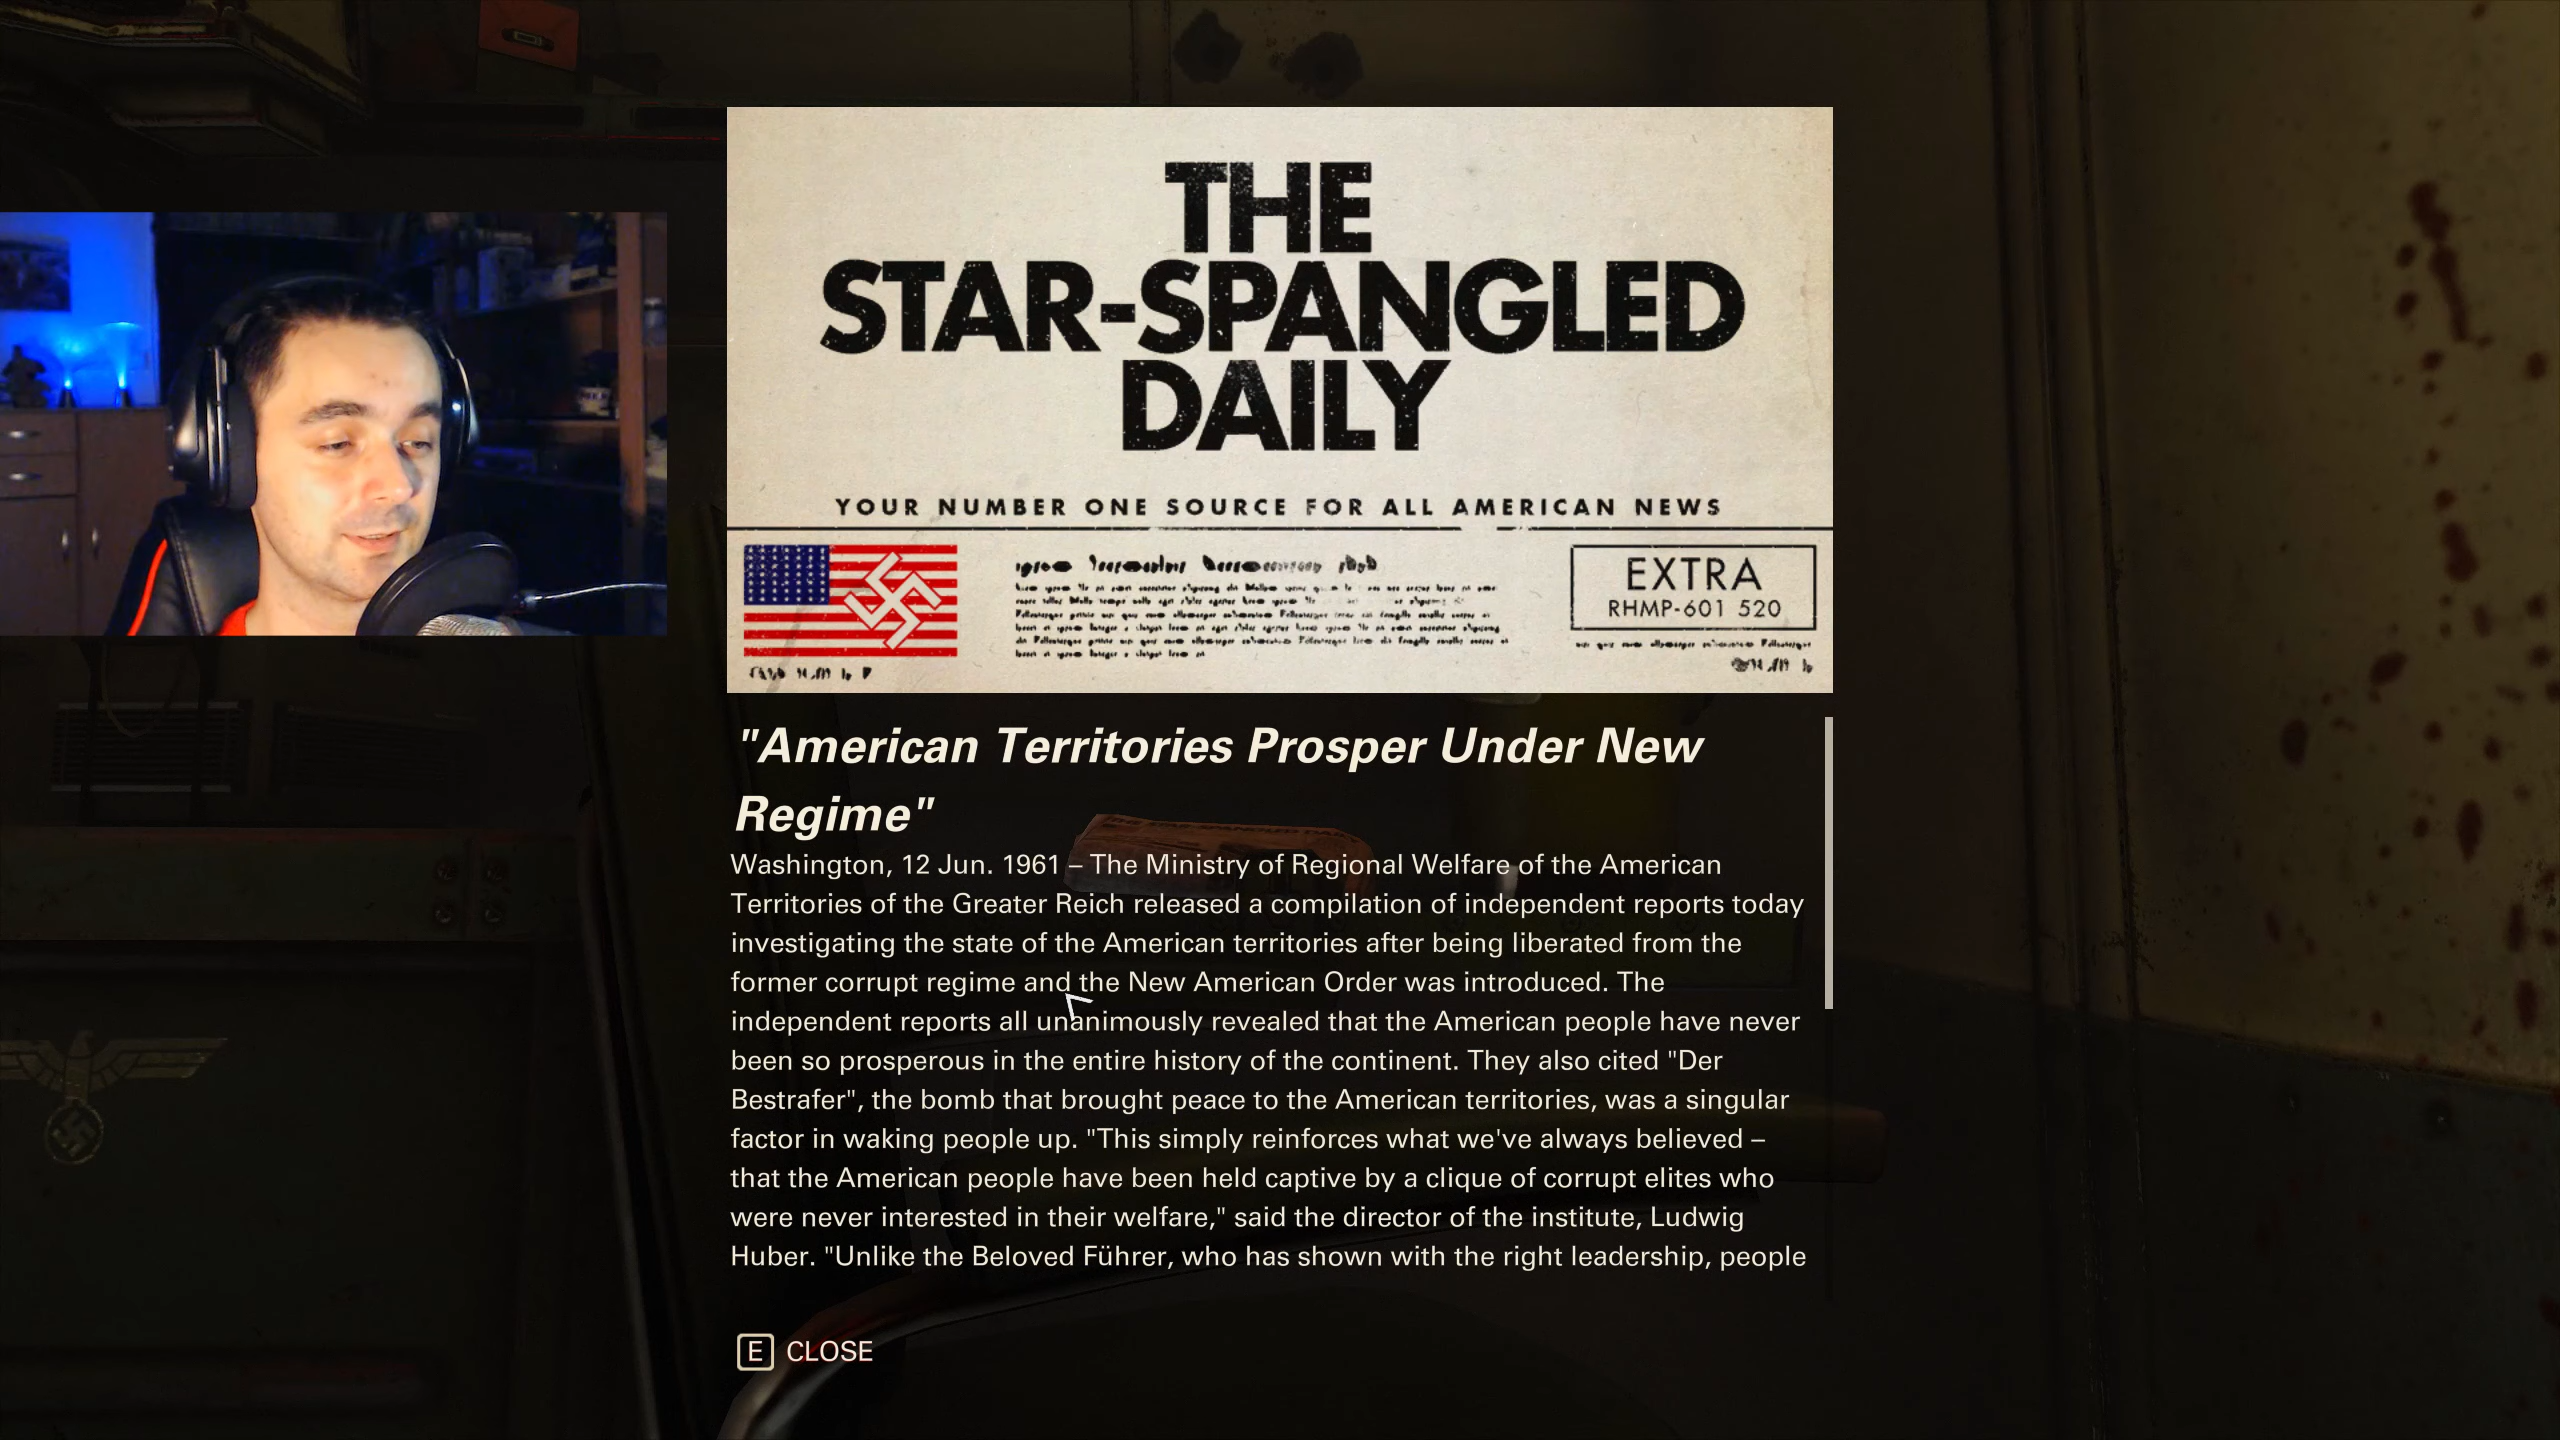 THE
STAR-SPANGLED
DAILY
YOUR NUMBER ONE SOURCE FOR ALL AMERICAN NEWS
EXTRA
RHMP-601 520
"American Territories Prosper Under New
Regime"
Washington, 12 Jun. 1961 – The Ministry of Regional Welfare of the American
Territories of the Greater Reich released a compilation of independent reports today
investigating the state of the American territories after being liberated from the
former corrupt regime and the New American Order was introduced. The
independent reports all unanimously revealed that the American people have never
been so prosperous in the entire history of the continent. They also cited "Der
Bestrafer", the bomb that brought peace to the American territories, was a singular
factor in waking people up. "This simply reinforces what we've always believed –
that the American people have been held captive by a clique of corrupt elites who
were never interested in their welfare," said the director of the institute, Ludwig
Huber. "Unlike the Beloved Führer, who has shown with the right leadership, people
E CLOSE